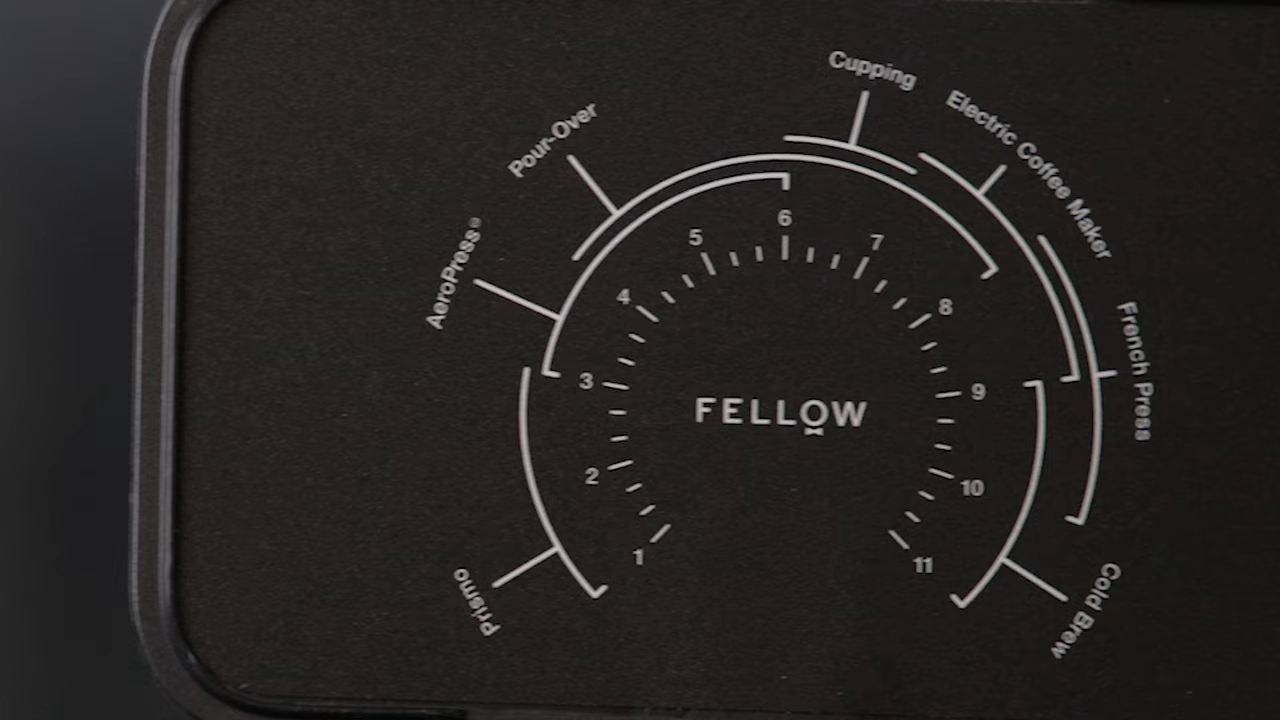 Cupping
Electric Coffee Maker
Pour-Over
AeroPress®
French Press
Prismo
Cold Brew
1
2
3
4
5
6
7
8
9
10
11
FELLOW